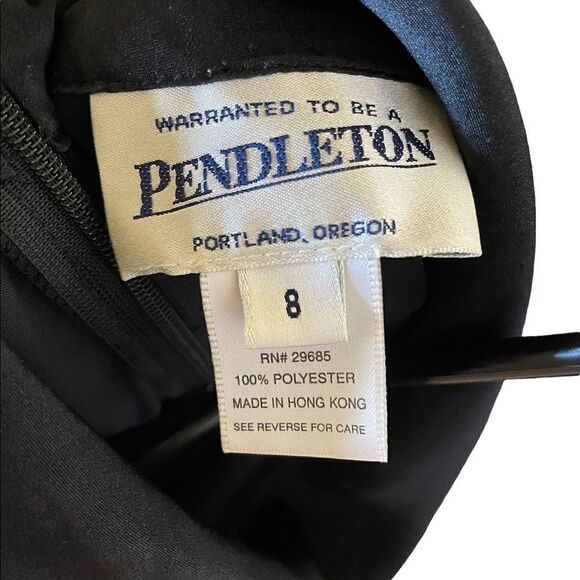 WARRANTED TO BE A
PENDLETON
PORTLAND, OREGON
8
RN# 29685
100% POLYESTER
MADE IN HONG KONG
SEE REVERSE FOR CARE